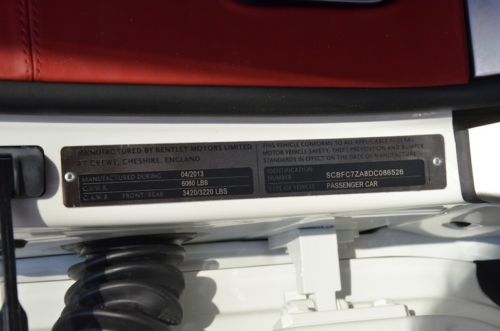 MANUFACTURED BY BENTLEY MOTORS LIMITED
AT CREWE, CHESHIRE, ENGLAND
MANUFACTURED DURING 04/2013
G.V.W.R. 6060 LBS
G.A.W.R. FRONT/REAR 3420/3220 LBS
THIS VEHICLE CONFORMS TO ALL APPLICABLE FEDERAL
MOTOR VEHICLE SAFETY, THEFT PREVENTION AND BUMPER
STANDARDS IN EFFECT ON THE DATE OF MANUFACTURE
IDENTIFICATION NUMBER SCBFC7ZA8DC086526
TYPE OF VEHICLE PASSENGER CAR